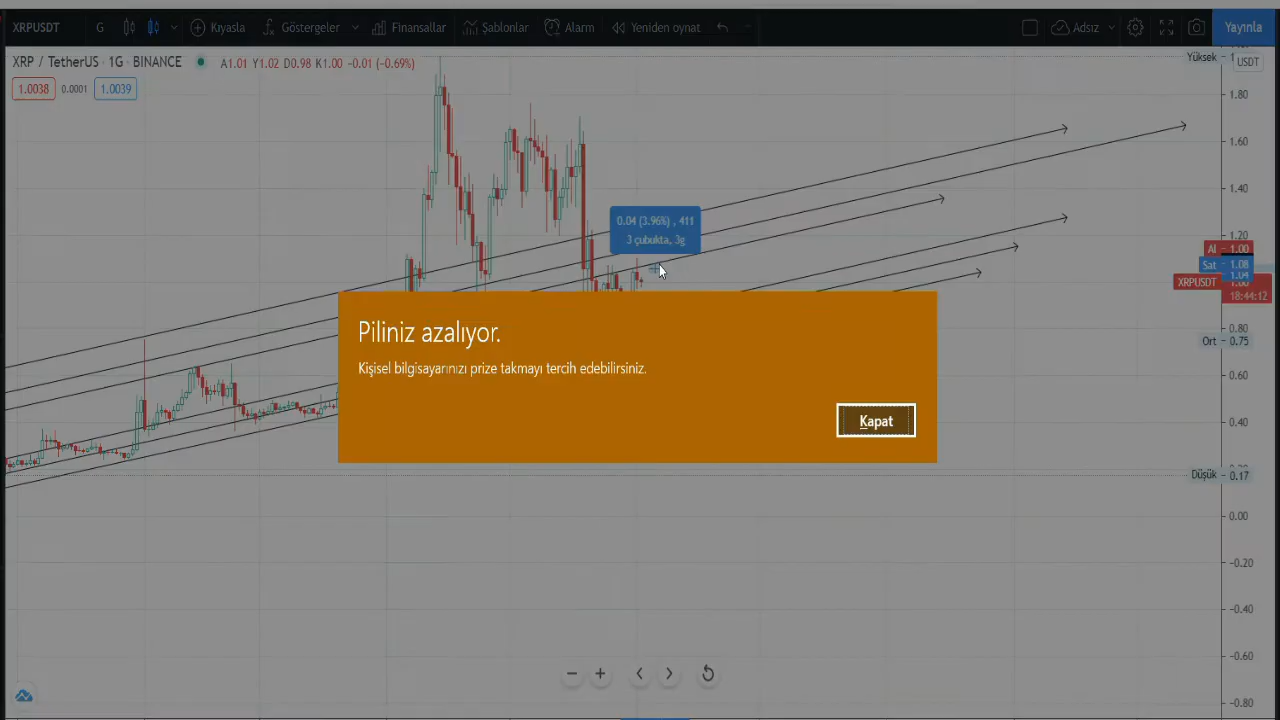 XRPUSDT G Kıyasla Göstergeler Finansallar Şablonlar Alarm Yeniden oynat Adsız Yayınla
XRP / TetherUS · 1G · BINANCE A1.01 Y1.02 D0.98 K1.00 −0.01 (−0.69%)
Yüksek
USDT
1.0038 0.0001 1.0039
1.80
1.60
1.40
0.04 (3.96%) , 411
3 çubukta, 3g
1.20
Al 1.00
Sat 1.08
1.04
XRPUSDT 1.00
18:44:12
Piliniz azalıyor.
Kişisel bilgisayarınızı prize takmayı tercih edebilirsiniz.
Kapat
0.80
Ort 0.75
0.60
0.40
Düşük 0.17
0.00
−0.20
−0.40
−0.60
−0.80